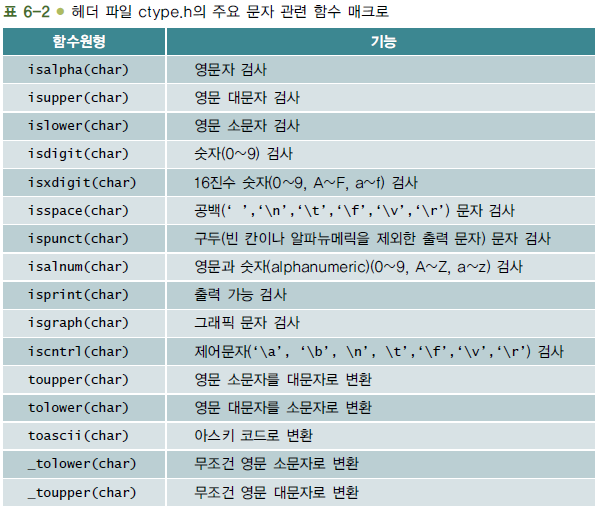 표 6-2 ● 헤더 파일 ctype.h의 주요 문자 관련 함수 매크로
함수원형 기능
isalpha(char) 영문자 검사
isupper(char) 영문 대문자 검사
islower(char) 영문 소문자 검사
isdigit(char) 숫자(0~9) 검사
isxdigit(char) 16진수 숫자(0~9, A~F, a~f) 검사
isspace(char) 공백(‘ ’,‘\n’,‘\t’,‘\f’,‘\v’,‘\r’) 문자 검사
ispunct(char) 구두(빈 칸이나 알파뉴메릭을 제외한 출력 문자) 문자 검사
isalnum(char) 영문과 숫자(alphanumeric)(0~9, A~Z, a~z) 검사
isprint(char) 출력 가능 검사
isgraph(char) 그래픽 문자 검사
iscntrl(char) 제어문자(‘\a’, ‘\b’, \n’, \t’,‘\f’,‘\v’,‘\r’) 검사
toupper(char) 영문 소문자를 대문자로 변환
tolower(char) 영문 대문자를 소문자로 변환
toascii(char) 아스키 코드로 변환
_tolower(char) 무조건 영문 소문자로 변환
_toupper(char) 무조건 영문 대문자로 변환